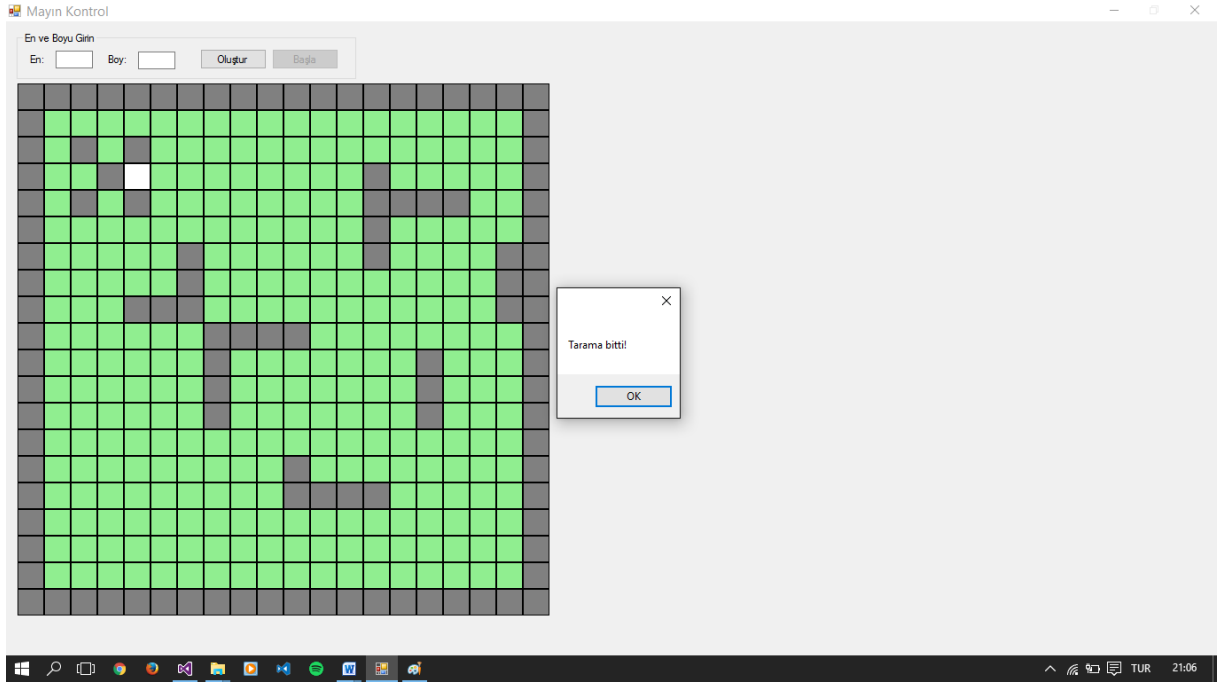 Mayın Kontrol
En ve Boyu Girin
En: Boy: Oluştur Başla
Tarama bitti!
OK
TUR 21:06